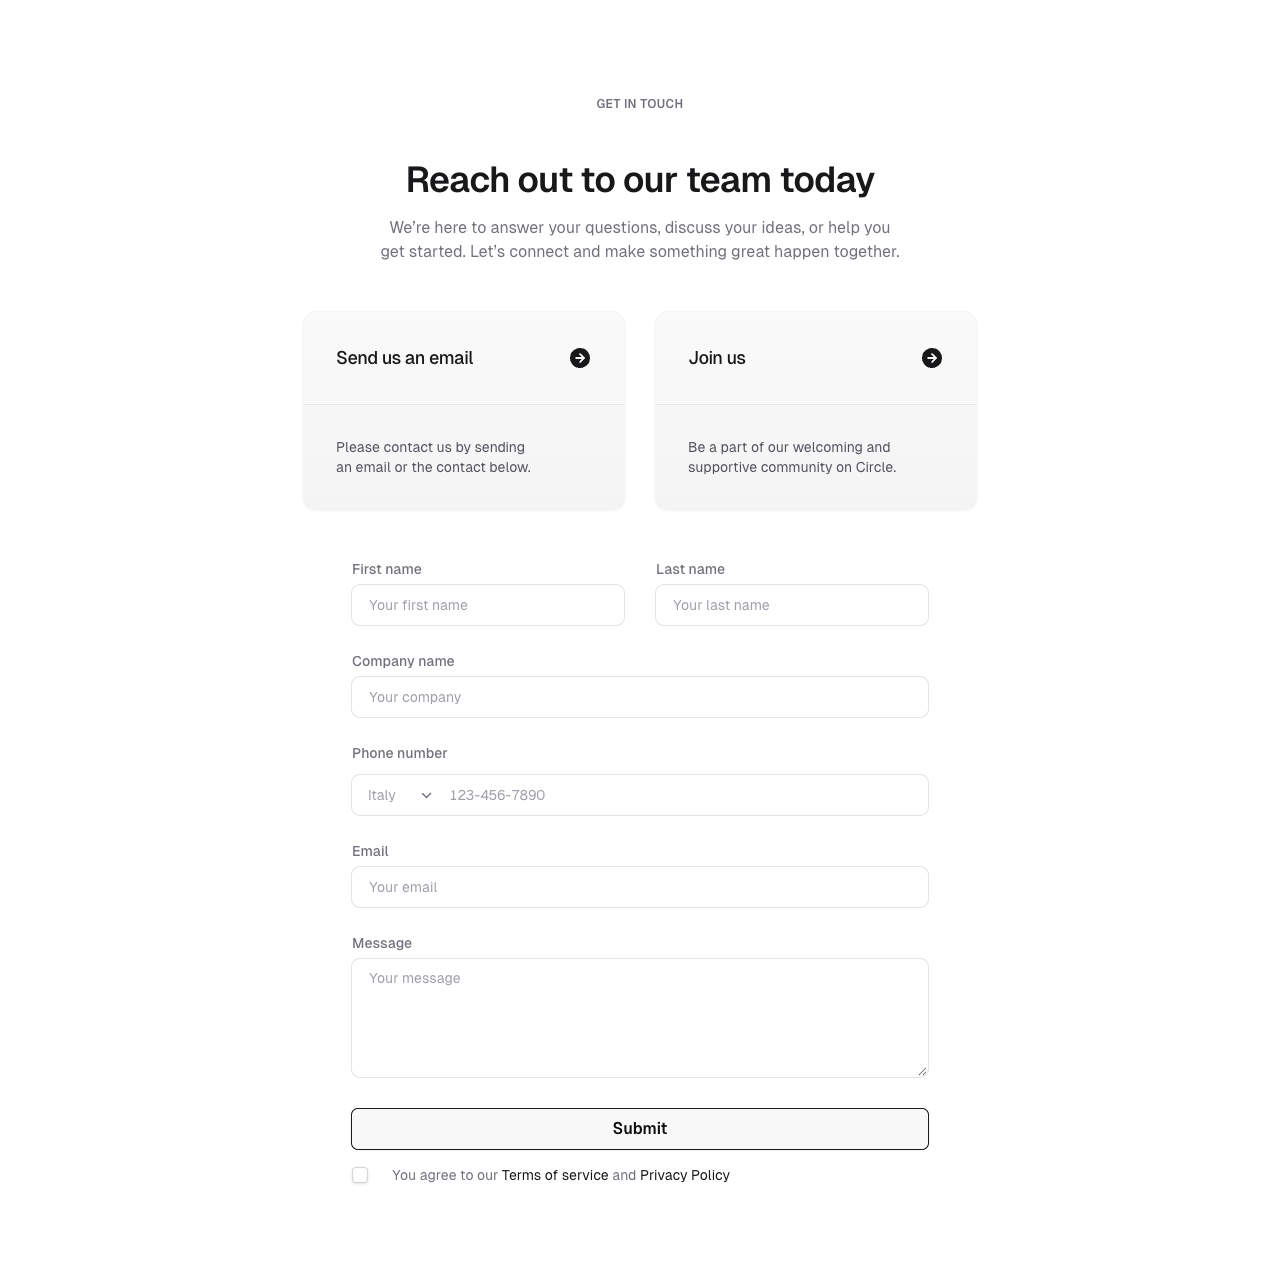 GET IN TOUCH
Reach out to our team today
We’re here to answer your questions, discuss your ideas, or help you
get started. Let’s connect and make something great happen together.
Send us an email
Please contact us by sending
an email or the contact below.
Join us
Be a part of our welcoming and
supportive community on Circle.
First name
Your first name
Last name
Your last name
Company name
Your company
Phone number
Italy 123-456-7890
Email
Your email
Message
Your message
Submit
You agree to our Terms of service and Privacy Policy